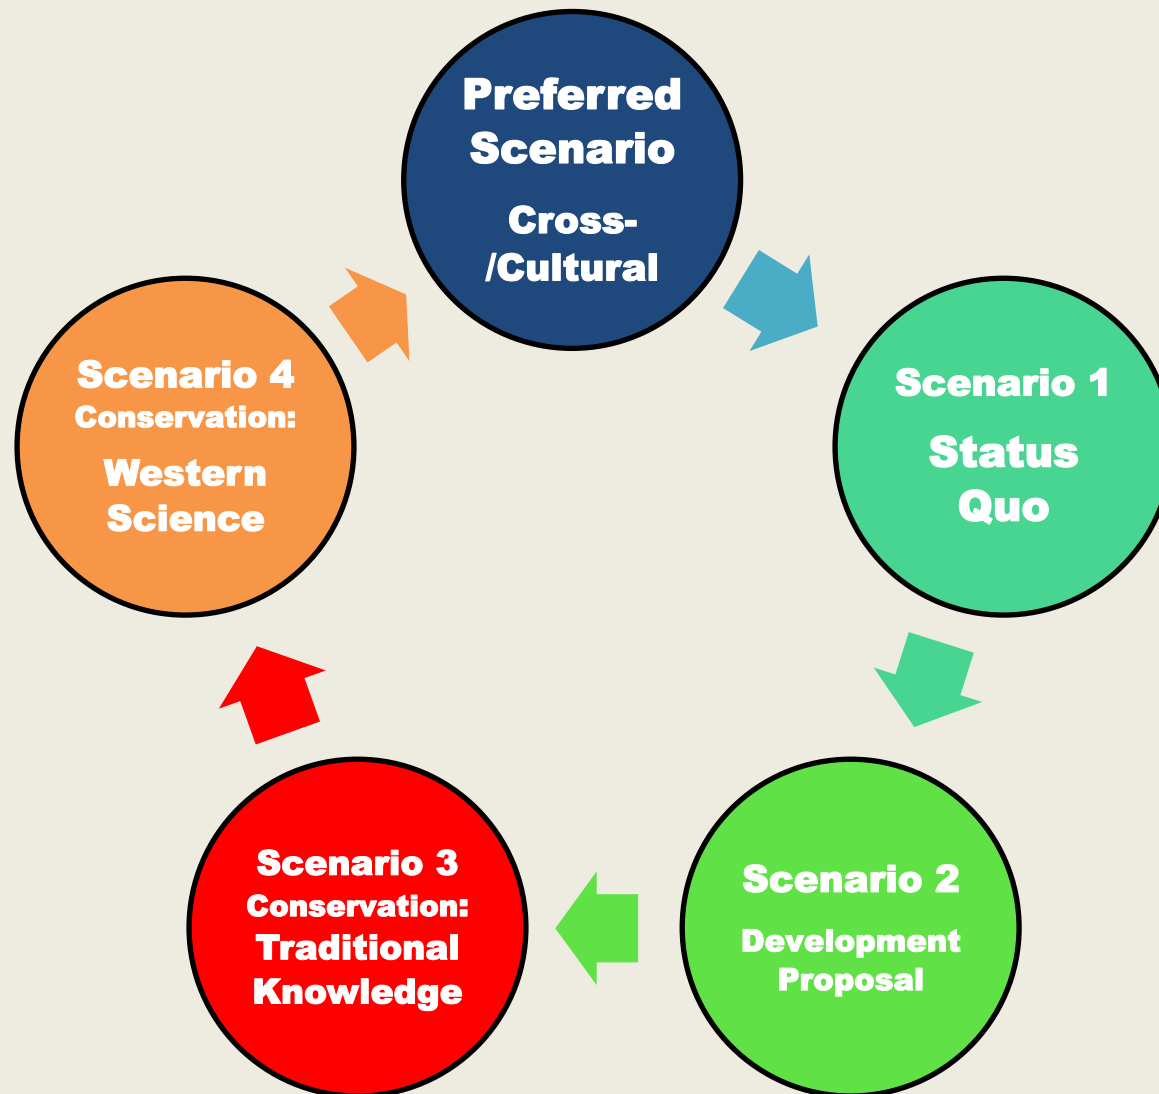 Preferred
Scenario
Cross-
/Cultural
Scenario 1
Status
Quo
Scenario 2
Development
Proposal
Scenario 3
Conservation:
Traditional
Knowledge
Scenario 4
Conservation:
Western
Science